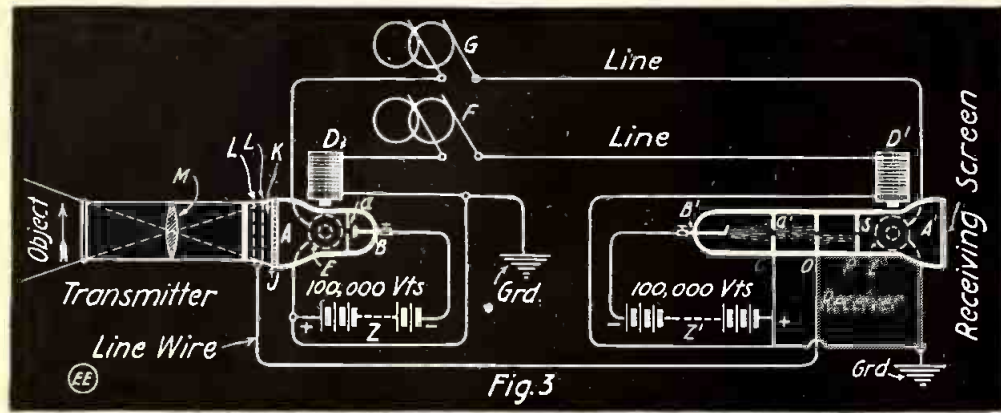 G
Line
F
Line
D
D'
L L K
M
Object
A
a
B
J
E
Transmitter
100,000 Vts
+ Z -
Line Wire
Grd.
B'
a'
S
A'
C
O
P E'
Receiver
100,000 Vts
- Z' +
Grd.
Receiving Screen
EE
Fig. 3